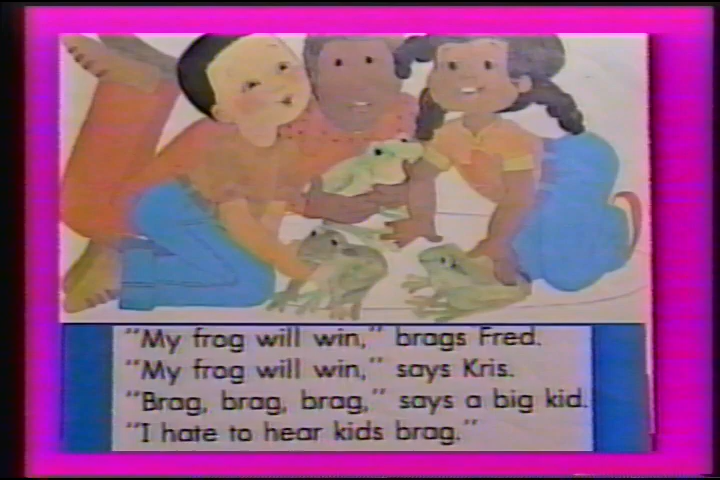 "My frog will win," brags Fred.
"My frog will win," says Kris.
"Brag, brag, brag," says a big kid.
"I hate to hear kids brag."